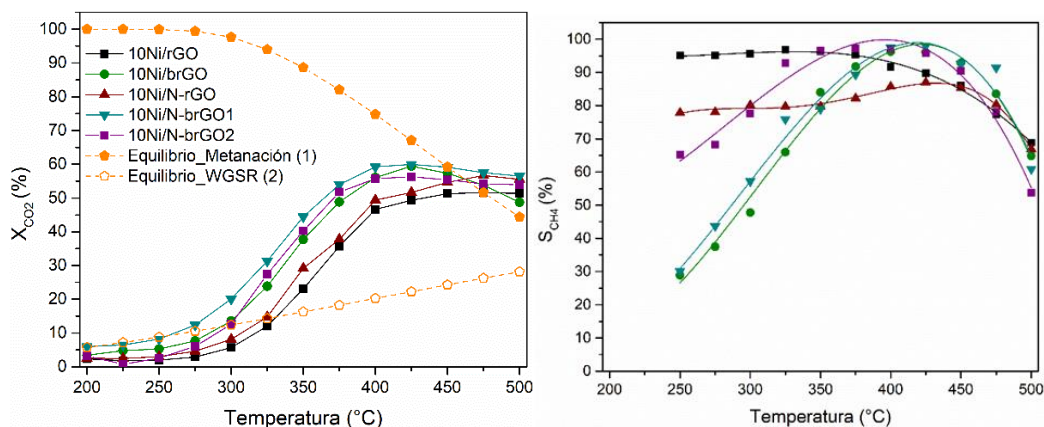 100
90
80
70
60
50
40
30
20
10
0
X_CO2 (%)
10Ni/rGO
10Ni/brGO
10Ni/N-rGO
10Ni/N-brGO1
10Ni/N-brGO2
Equilibrio_Metanación (1)
Equilibrio_WGSR (2)
200 250 300 350 400 450 500
Temperatura (°C)
100
90
80
70
60
50
40
30
20
10
0
S_CH4 (%)
200 250 300 350 400 450 500
Temperatura (°C)